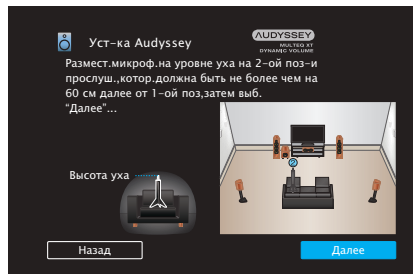 Уст-ка Audyssey
AUDYSSEY
MULTEQ XT
DYNAMIC VOLUME
Размест.микроф.на уровне уха на 2-ой поз-и
прослуш.,котор.должна быть не более чем на
60 см далее от 1-ой поз,затем выб.
“Далее”...
Высота уха
Назад
Далее